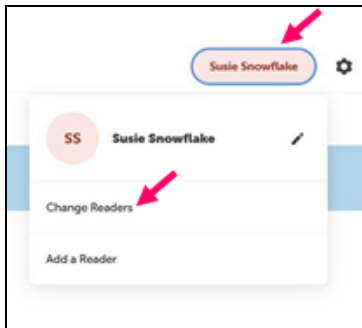 Susie Snowflake
SS Susie Snowflake
Change Readers
Add a Reader